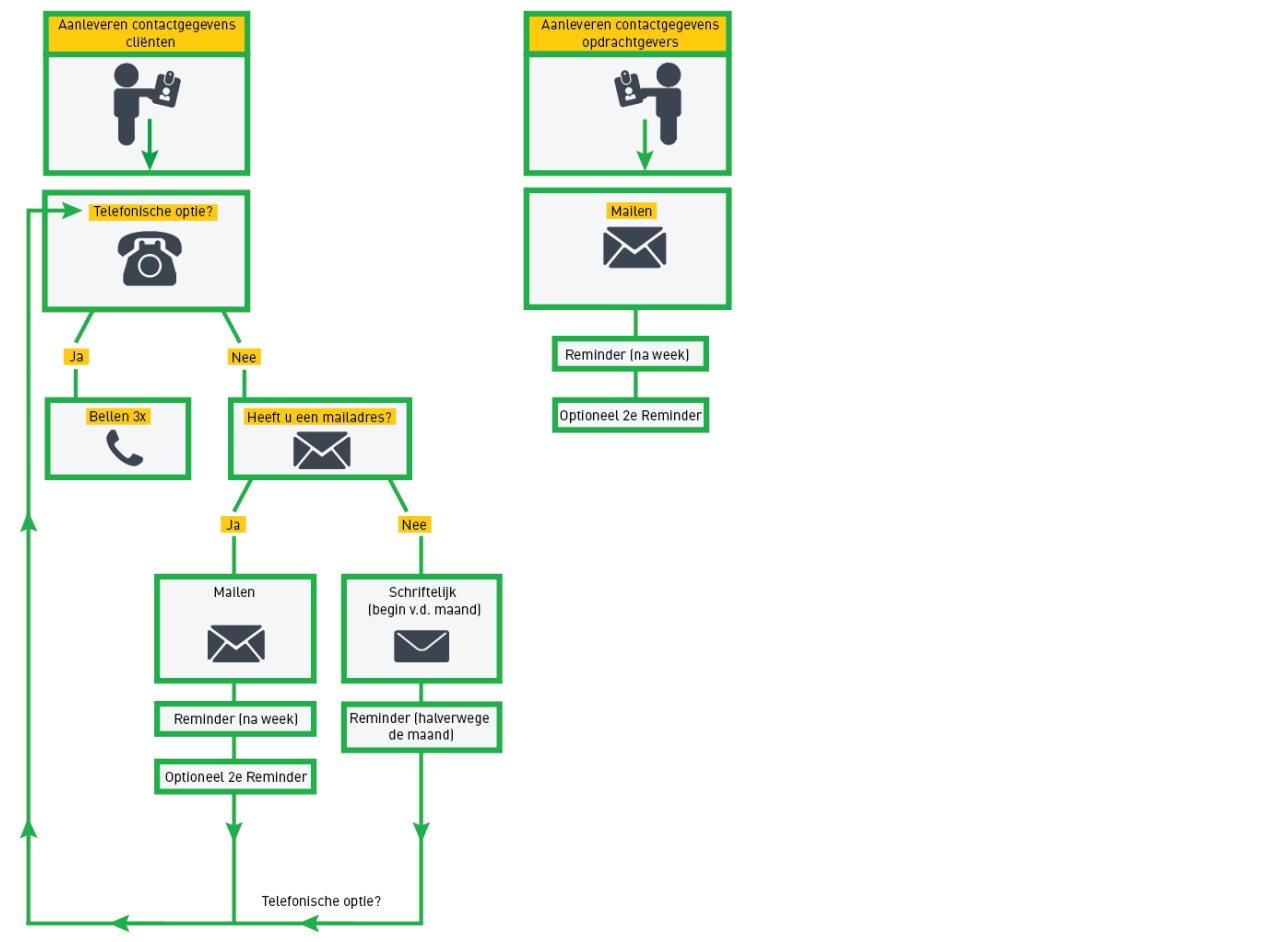 Aanleveren contactgegevens
cliënten
Telefonische optie?
Ja
Nee
Bellen 3x
Heeft u een mailadres?
Ja
Nee
Mailen
Schriftelijk
(begin v.d. maand)
Reminder (na week)
Reminder (halverwege
de maand)
Optioneel 2e Reminder
Telefonische optie?
Aanleveren contactgegevens
opdrachtgevers
Mailen
Reminder (na week)
Optioneel 2e Reminder